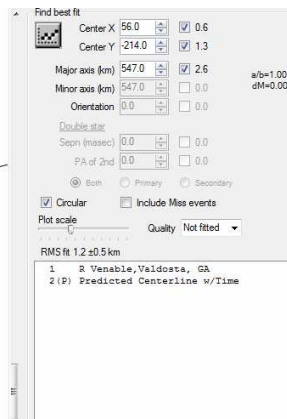 Find best fit
Center X 56.0 0.6
Center Y -214.0 1.3
Major axis (km) 547.0 2.6
a/b=1.00
Minor axis (km) 547.0 0.0
dM=0.00
Orientation 0.0 0.0
Double star
Sepn (masec) 0.0 0.0
PA of 2nd 0.0 0.0
Both Primary Secondary
Circular Include Miss events
Plot scale
Quality Not fitted
RMS fit 1.2 ±0.5 km
1 R Venable,Valdosta, GA
2(P) Predicted Centerline w/Time